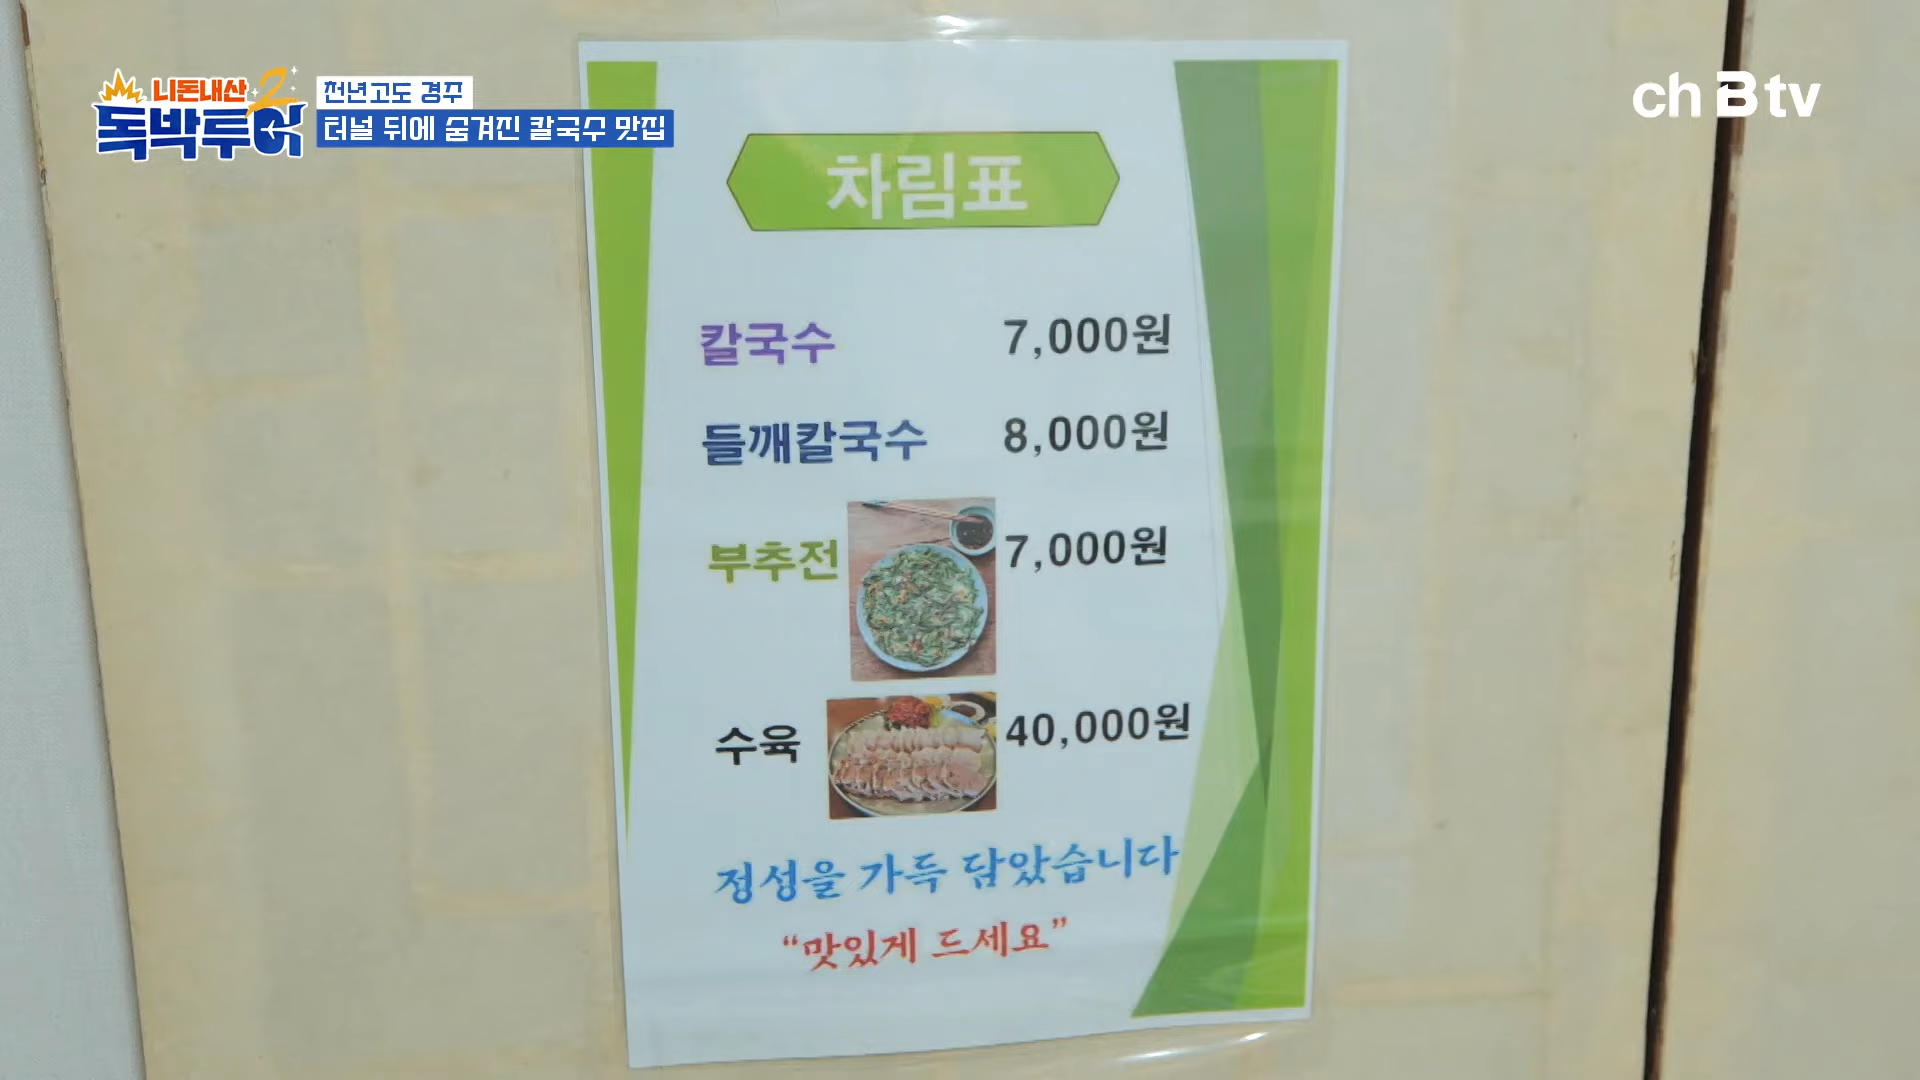 니돈내산 2
독박투어
천년고도 경주
터널 뒤에 숨겨진 칼국수 맛집
ch B tv
차림표
칼국수 7,000원
들깨칼국수 8,000원
부추전 7,000원
수육 40,000원
정성을 가득 담았습니다
“맛있게 드세요”